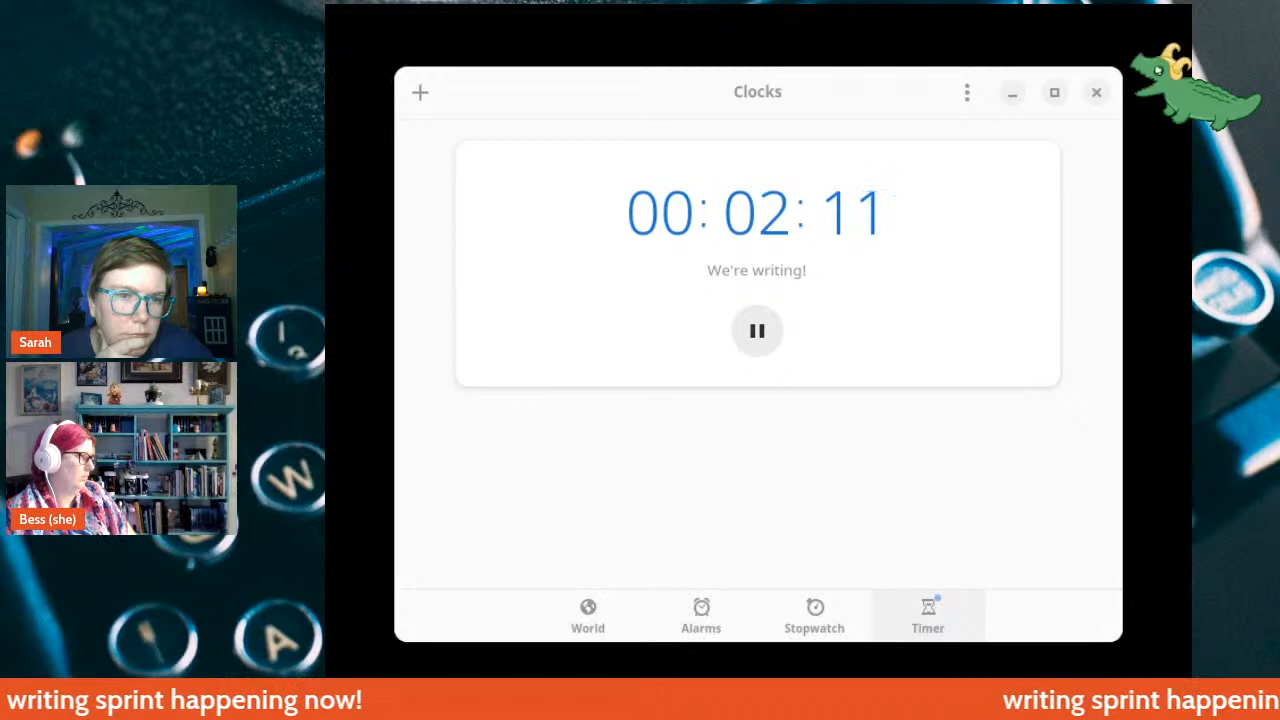 Clocks
00:02:11
We're writing!
Sarah
Bess (she)
World
Alarms
Stopwatch
Timer
I
W
A
writing sprint happening now!
writing sprint happenin